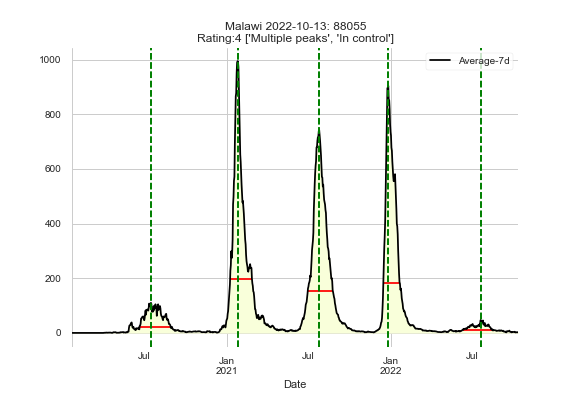 Malawi 2022-10-13: 88055
Rating:4 ['Multiple peaks', 'In control']
Average-7d
1000
800
600
400
200
0
Jul
Jan
2021
Jul
Jan
2022
Jul
Date